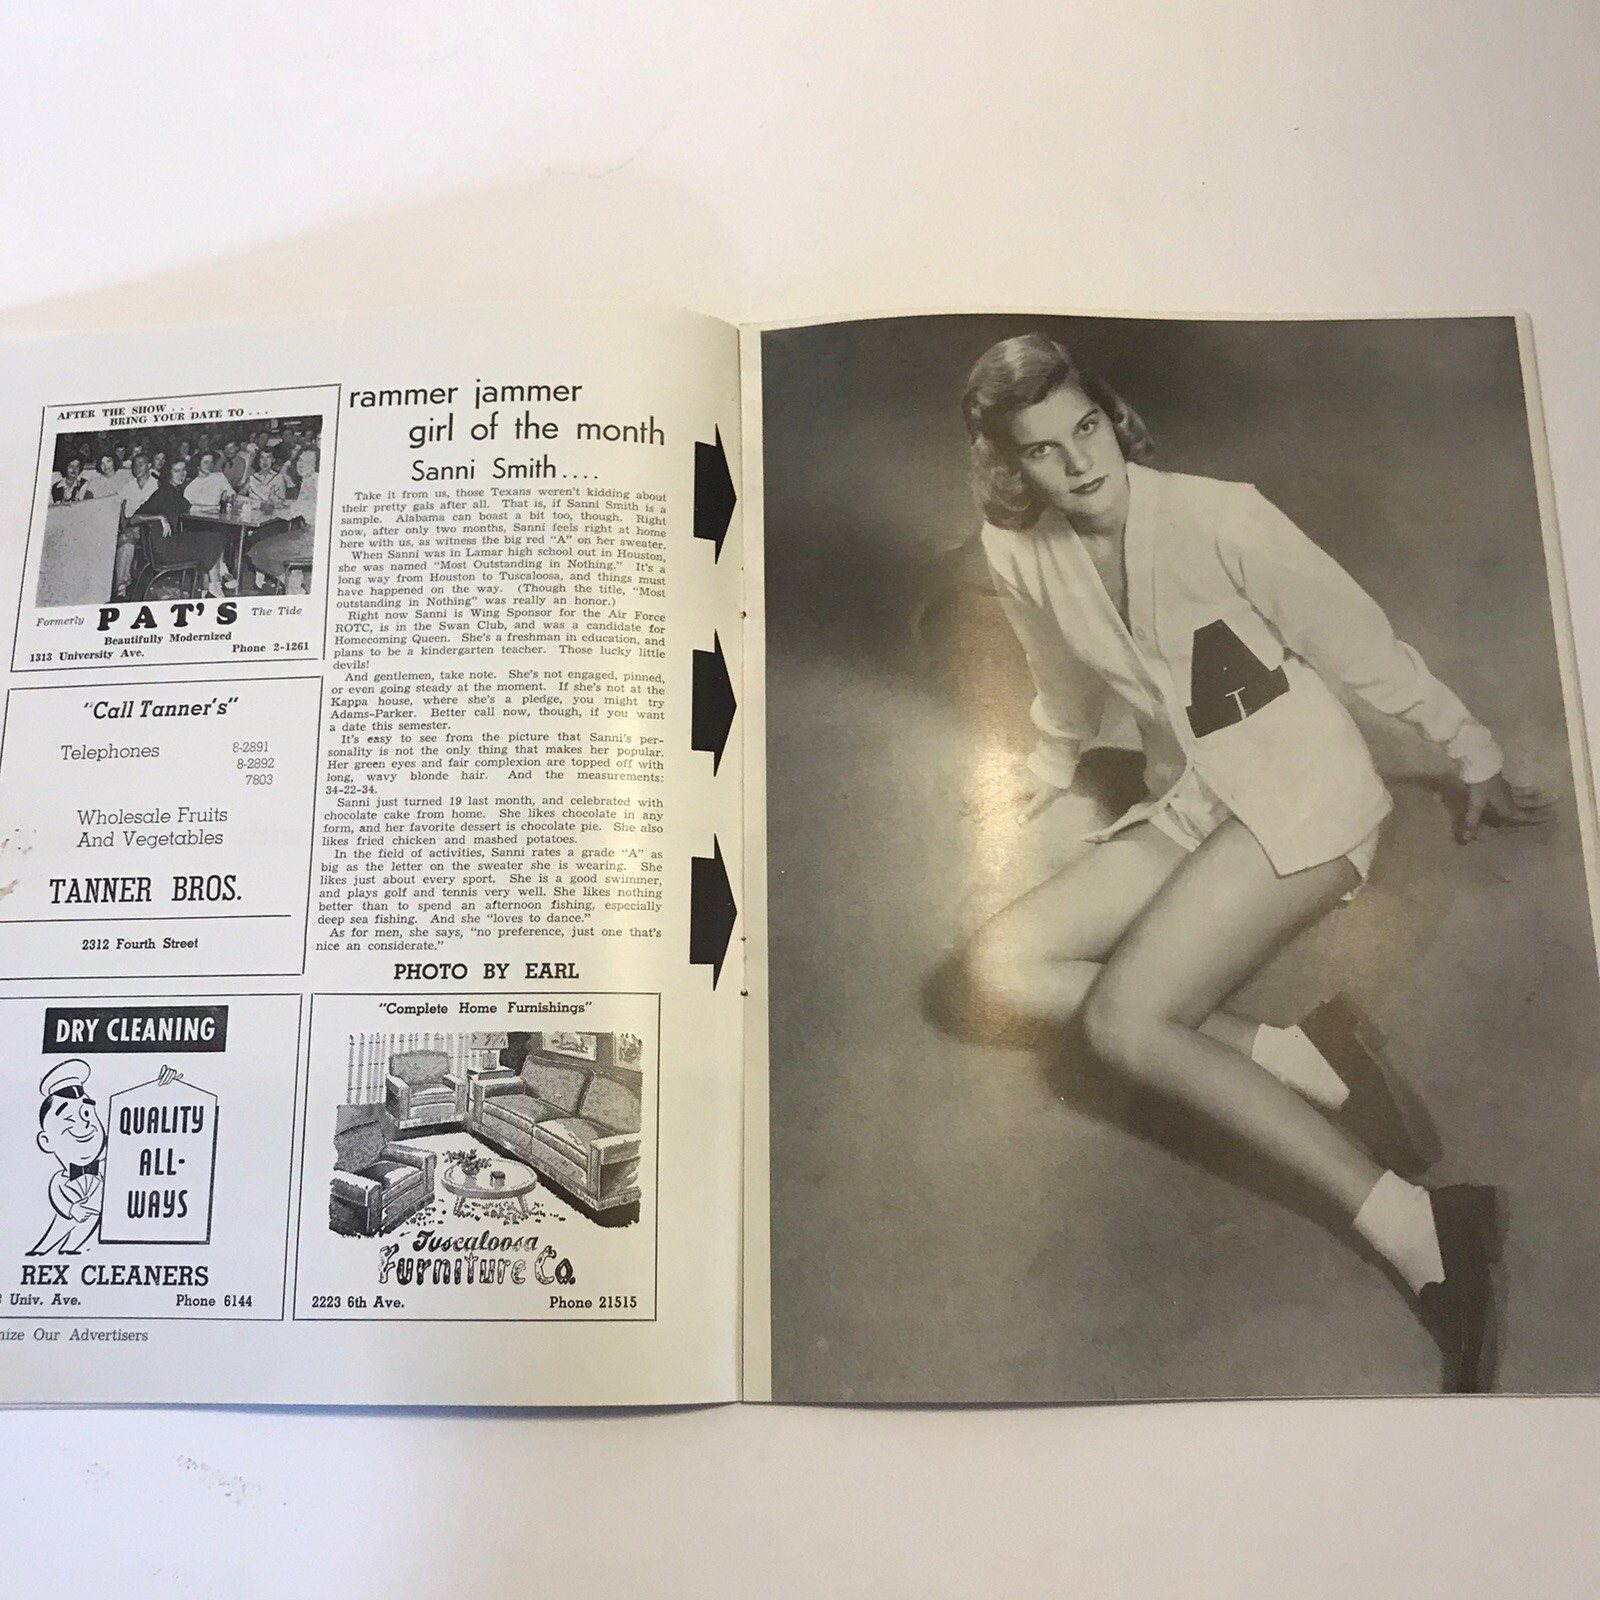 AFTER THE SHOW . . .
BRING YOUR DATE TO . . .
Formerly PAT'S The Tide
Beautifully Modernized
1313 University Ave. Phone 2-1261
"Call Tanner's"
Telephones 8-2891
8-2892
7803
Wholesale Fruits
And Vegetables
TANNER BROS.
2312 Fourth Street
DRY CLEANING
QUALITY
ALL-
WAYS
REX CLEANERS
Univ. Ave. Phone 6144
Our Advertisers
rammer jammer
girl of the month
Sanni Smith....
Take it from us, those Texans weren't kidding about
their pretty gals after all. That is, if Sanni Smith is a
sample. Alabama can boast a bit too, though. Right
now, after only two months, Sanni feels right at home
here with us, as witness the big red "A" on her sweater.
When Sanni was in Lamar high school out in Houston,
she was named "Most Outstanding in Nothing." It's a
long way from Houston to Tuscaloosa, and things must
have happened on the way. (Though the title, "Most
outstanding in Nothing" was really an honor.)
Right now Sanni is Wing Sponsor for the Air Force
ROTC, is in the Swan Club, and was a candidate for
Homecoming Queen. She's a freshman in education, and
plans to be a kindergarten teacher. Those lucky little
devils!
And gentlemen, take note. She's not engaged, pinned,
or even going steady at the moment. If she's not at the
Kappa house, where she's a pledge, you might try
Adams-Parker. Better call now, though, if you want
a date this semester.
It's easy to see from the picture that Sanni's per-
sonality is not the only thing that makes her popular.
Her green eyes and fair complexion are topped off with
long, wavy blonde hair. And the measurements:
34-22-34.
Sanni just turned 19 last month, and celebrated with
chocolate cake from home. She likes chocolate in any
form, and her favorite dessert is chocolate pie. She also
likes fried chicken and mashed potatoes.
In the field of activities, Sanni rates a grade "A" as
big as the letter on the sweater she is wearing. She
likes just about every sport. She is a good swimmer,
and plays golf and tennis very well. She likes nothing
better than to spend an afternoon fishing, especially
deep sea fishing. And she "loves to dance."
As for men, she says, "no preference, just one that's
nice an considerate."
PHOTO BY EARL
"Complete Home Furnishings"
Tuscaloosa
Furniture Co.
2223 6th Ave. Phone 21515
A
T